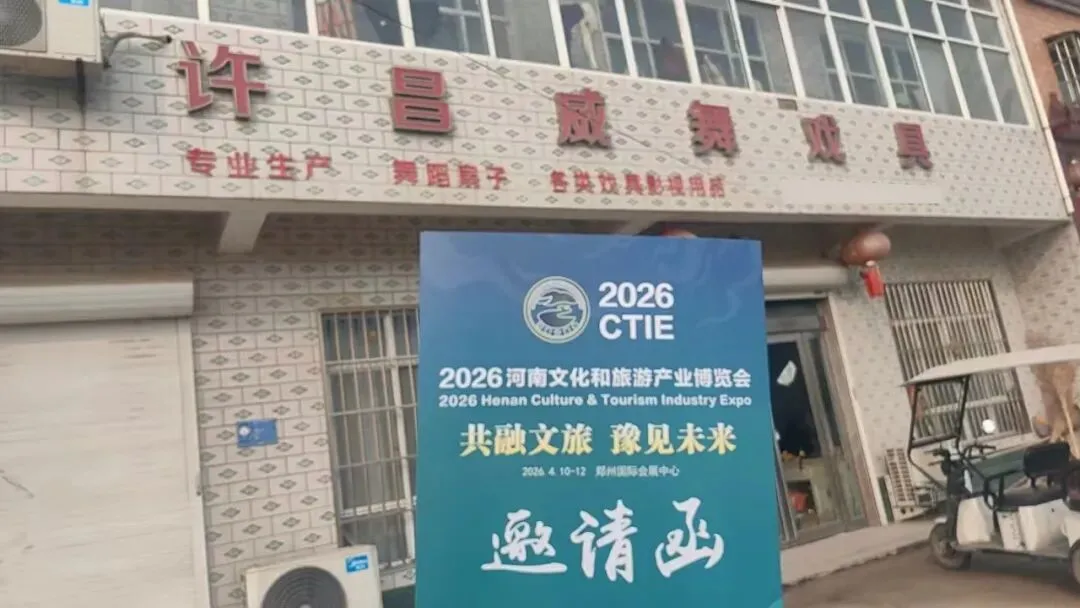 许昌威舞戏具
专业生产 舞蹈扇子 各类戏具影视用品
2026
CTIE
2026河南文化和旅游产业博览会
2026 Henan Culture & Tourism Industry Expo
共融文旅 豫见未来
2026.4.10-12 郑州国际会展中心
邀请函